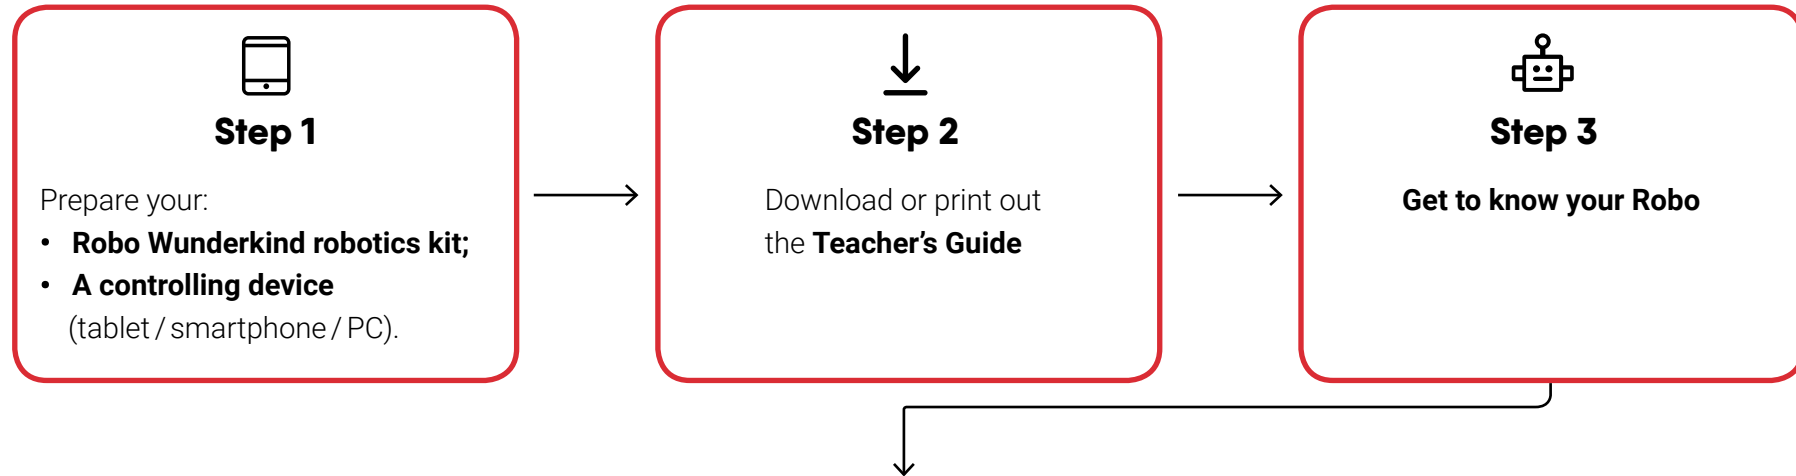 Step 1
Prepare your:
• Robo Wunderkind robotics kit;
• A controlling device
(tablet / smartphone / PC).
Step 2
Download or print out
the Teacher’s Guide
Step 3
Get to know your Robo